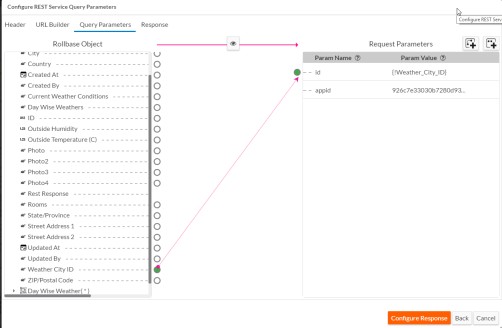 Configure REST Service Query Parameters
Configure REST Serv
Header URL Builder Query Parameters Response
Rollbase Object
Request Parameters
Param Name Param Value
City
Country
id {!Weather_City_ID}
Created At
Created By
appid 926c7e33030b7280d93...
Current Weather Conditions
Day Wise Weathers
ID
Outside Humidity
Outside Temperature (C)
Photo
Photo2
Photo3
Photo4
Rest Response
Rooms
State/Province
Street Address 1
Street Address 2
Updated At
Updated By
Weather City ID
ZIP/Postal Code
Day Wise Weather[*]
Configure Response Back Cancel